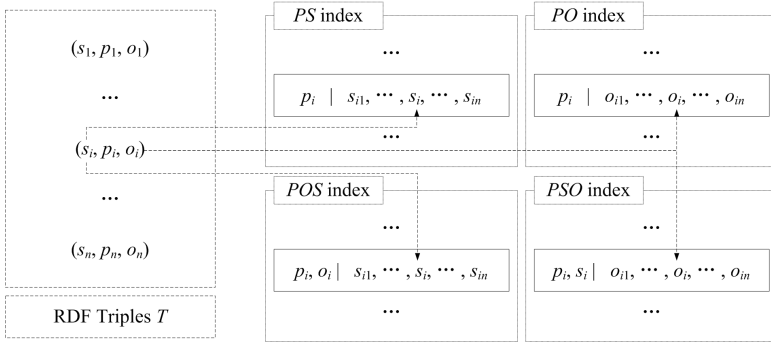 (s1, p1, o1)
...
(si, pi, oi)
...
(sn, pn, on)
RDF Triples T
PS index
...
pi | si1, ... , si, ... , sin
...
PO index
...
pi | oi1, ... , oi, ... , oin
...
POS index
...
pi, oi | si1, ... , si, ... , sin
...
PSO index
...
pi, si | oi1, ... , oi, ... , oin
...